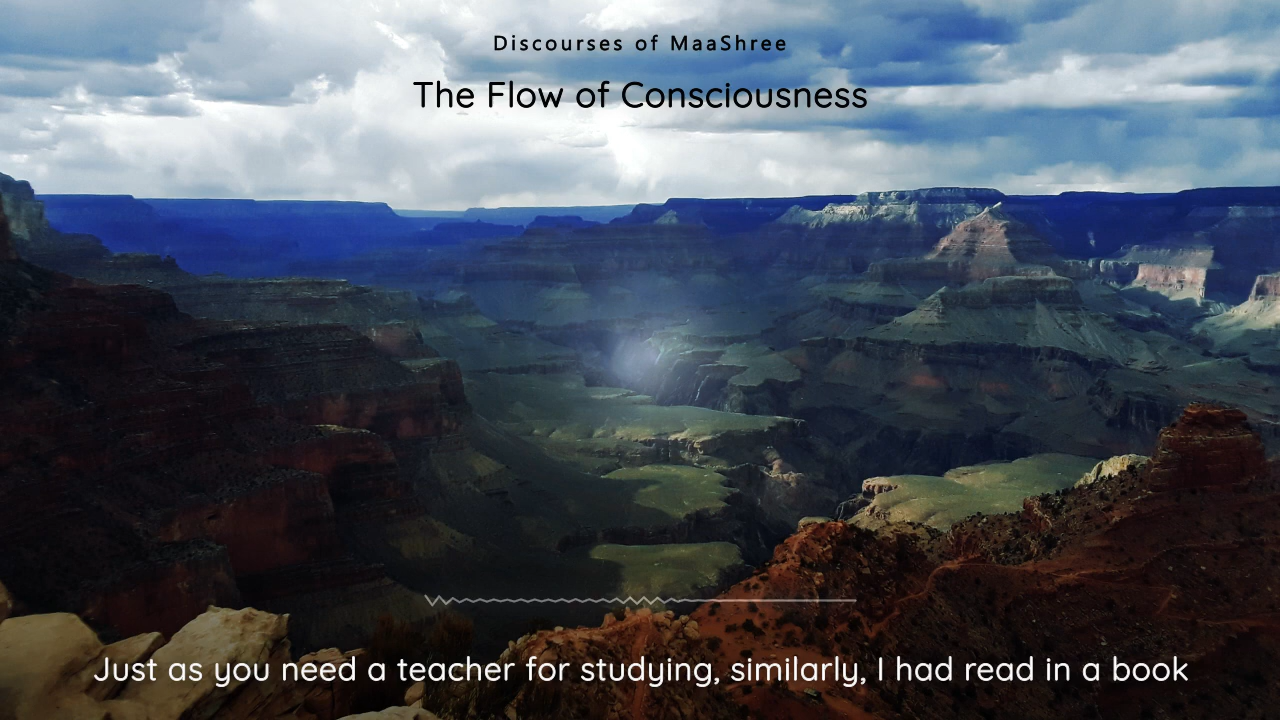 Discourses of MaaShree
The Flow of Consciousness
Just as you need a teacher for studying, similarly, I had read in a book